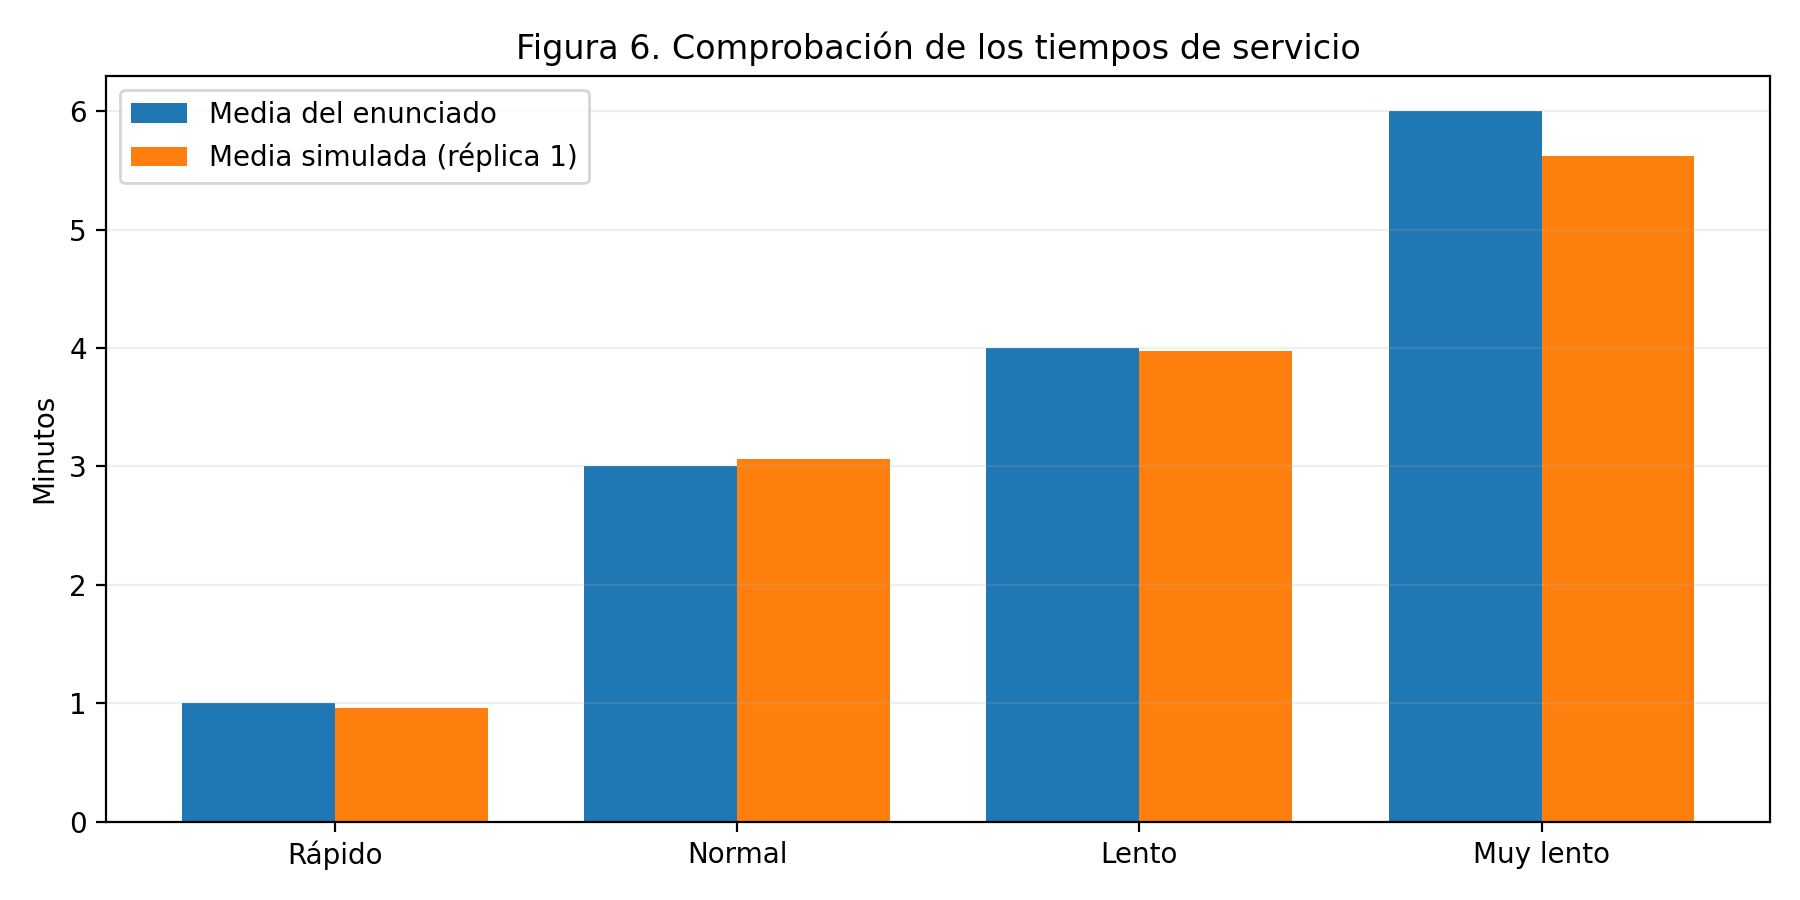 Figura 6. Comprobación de los tiempos de servicio
Media del enunciado
Media simulada (réplica 1)
Minutos
6
5
4
3
2
1
0
Rápido
Normal
Lento
Muy lento